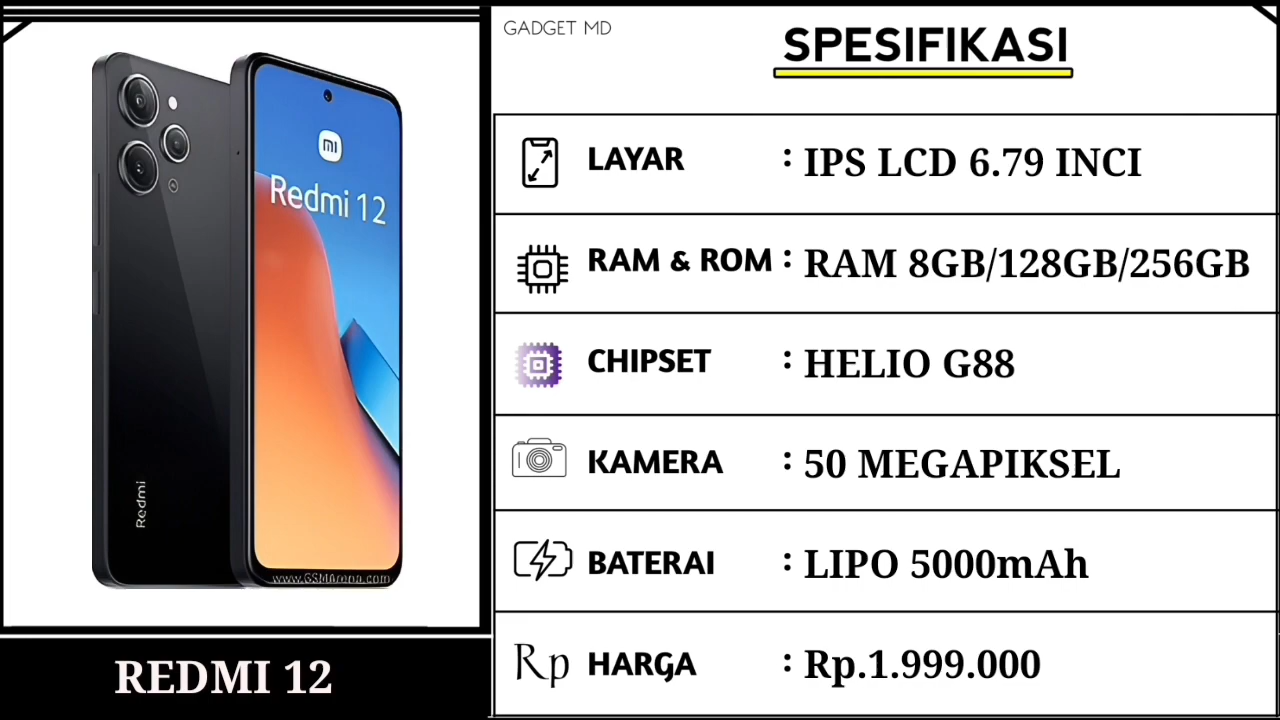 GADGET MD
SPESIFIKASI
LAYAR : IPS LCD 6.79 INCI
RAM & ROM : RAM 8GB/128GB/256GB
CHIPSET : HELIO G88
KAMERA : 50 MEGAPIKSEL
BATERAI : LIPO 5000mAh
Rp HARGA : Rp.1.999.000
mi
Redmi 12
Redmi
www.GSMArena.com
REDMI 12